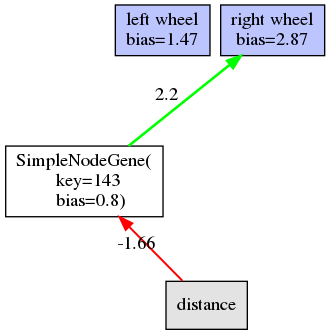 left wheel
bias=1.47
right wheel
bias=2.87
2.2
SimpleNodeGene(
key=143
bias=0.8)
-1.66
distance